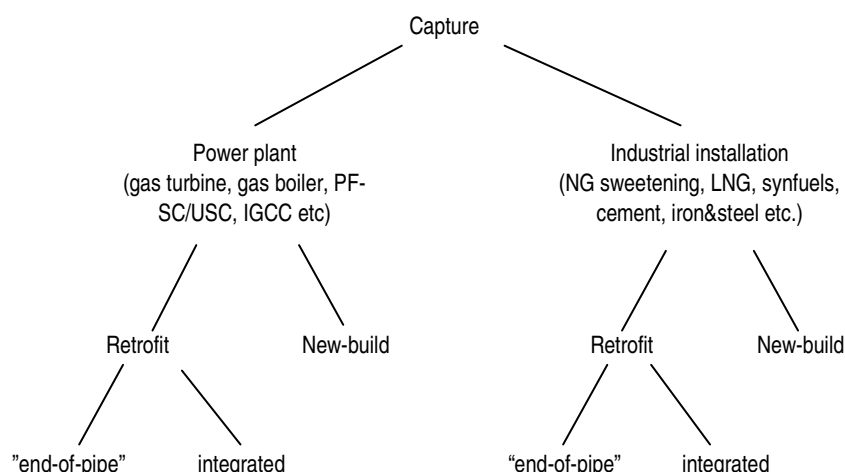 Capture
Power plant
(gas turbine, gas boiler, PF-
SC/USC, IGCC etc)
Industrial installation
(NG sweetening, LNG, synfuels,
cement, iron&steel etc.)
Retrofit
New-build
Retrofit
New-build
”end-of-pipe”
integrated
“end-of-pipe”
integrated